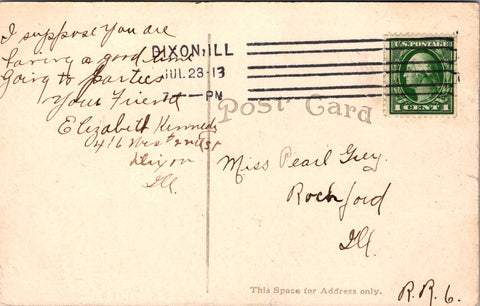 I suppose you are
having a good time
Going to parties
Your Friend
Elizabeth Kennedy
416 West 2nd St
Dixon
Ill.
DIXON, ILL
JUL 23-13
7 — PM
U.S. POSTAGE
1 CENT 1
Post Card
Miss Pearl Grey.
Rockford
Ill.
This Space for Address only.
R.R. 6.